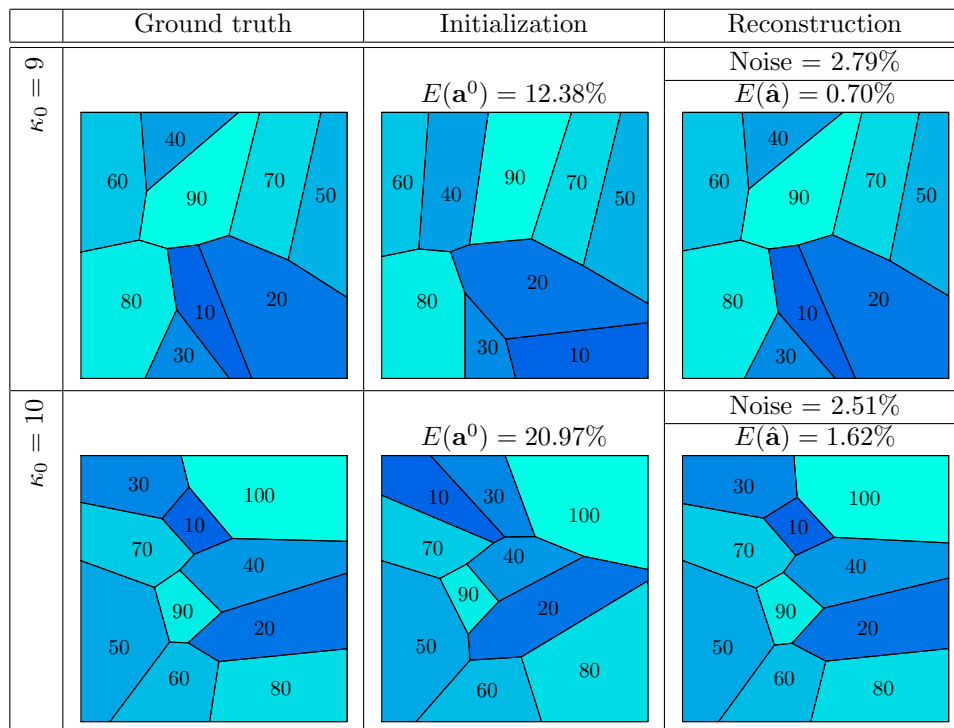 Ground truth Initialization Reconstruction
κ₀ = 9
Noise = 2.79%
E(a⁰) = 12.38% E(â) = 0.70%
40 60 70 50 90 80 20 10 30
60 40 90 70 50 20 80 30 10
40 60 70 50 90 80 20 10 30
κ₀ = 10
Noise = 2.51%
E(a⁰) = 20.97% E(â) = 1.62%
30 100 10 70 40 90 20 50 60 80
10 30 100 70 40 90 20 50 80 60
30 100 10 70 40 90 20 50 60 80